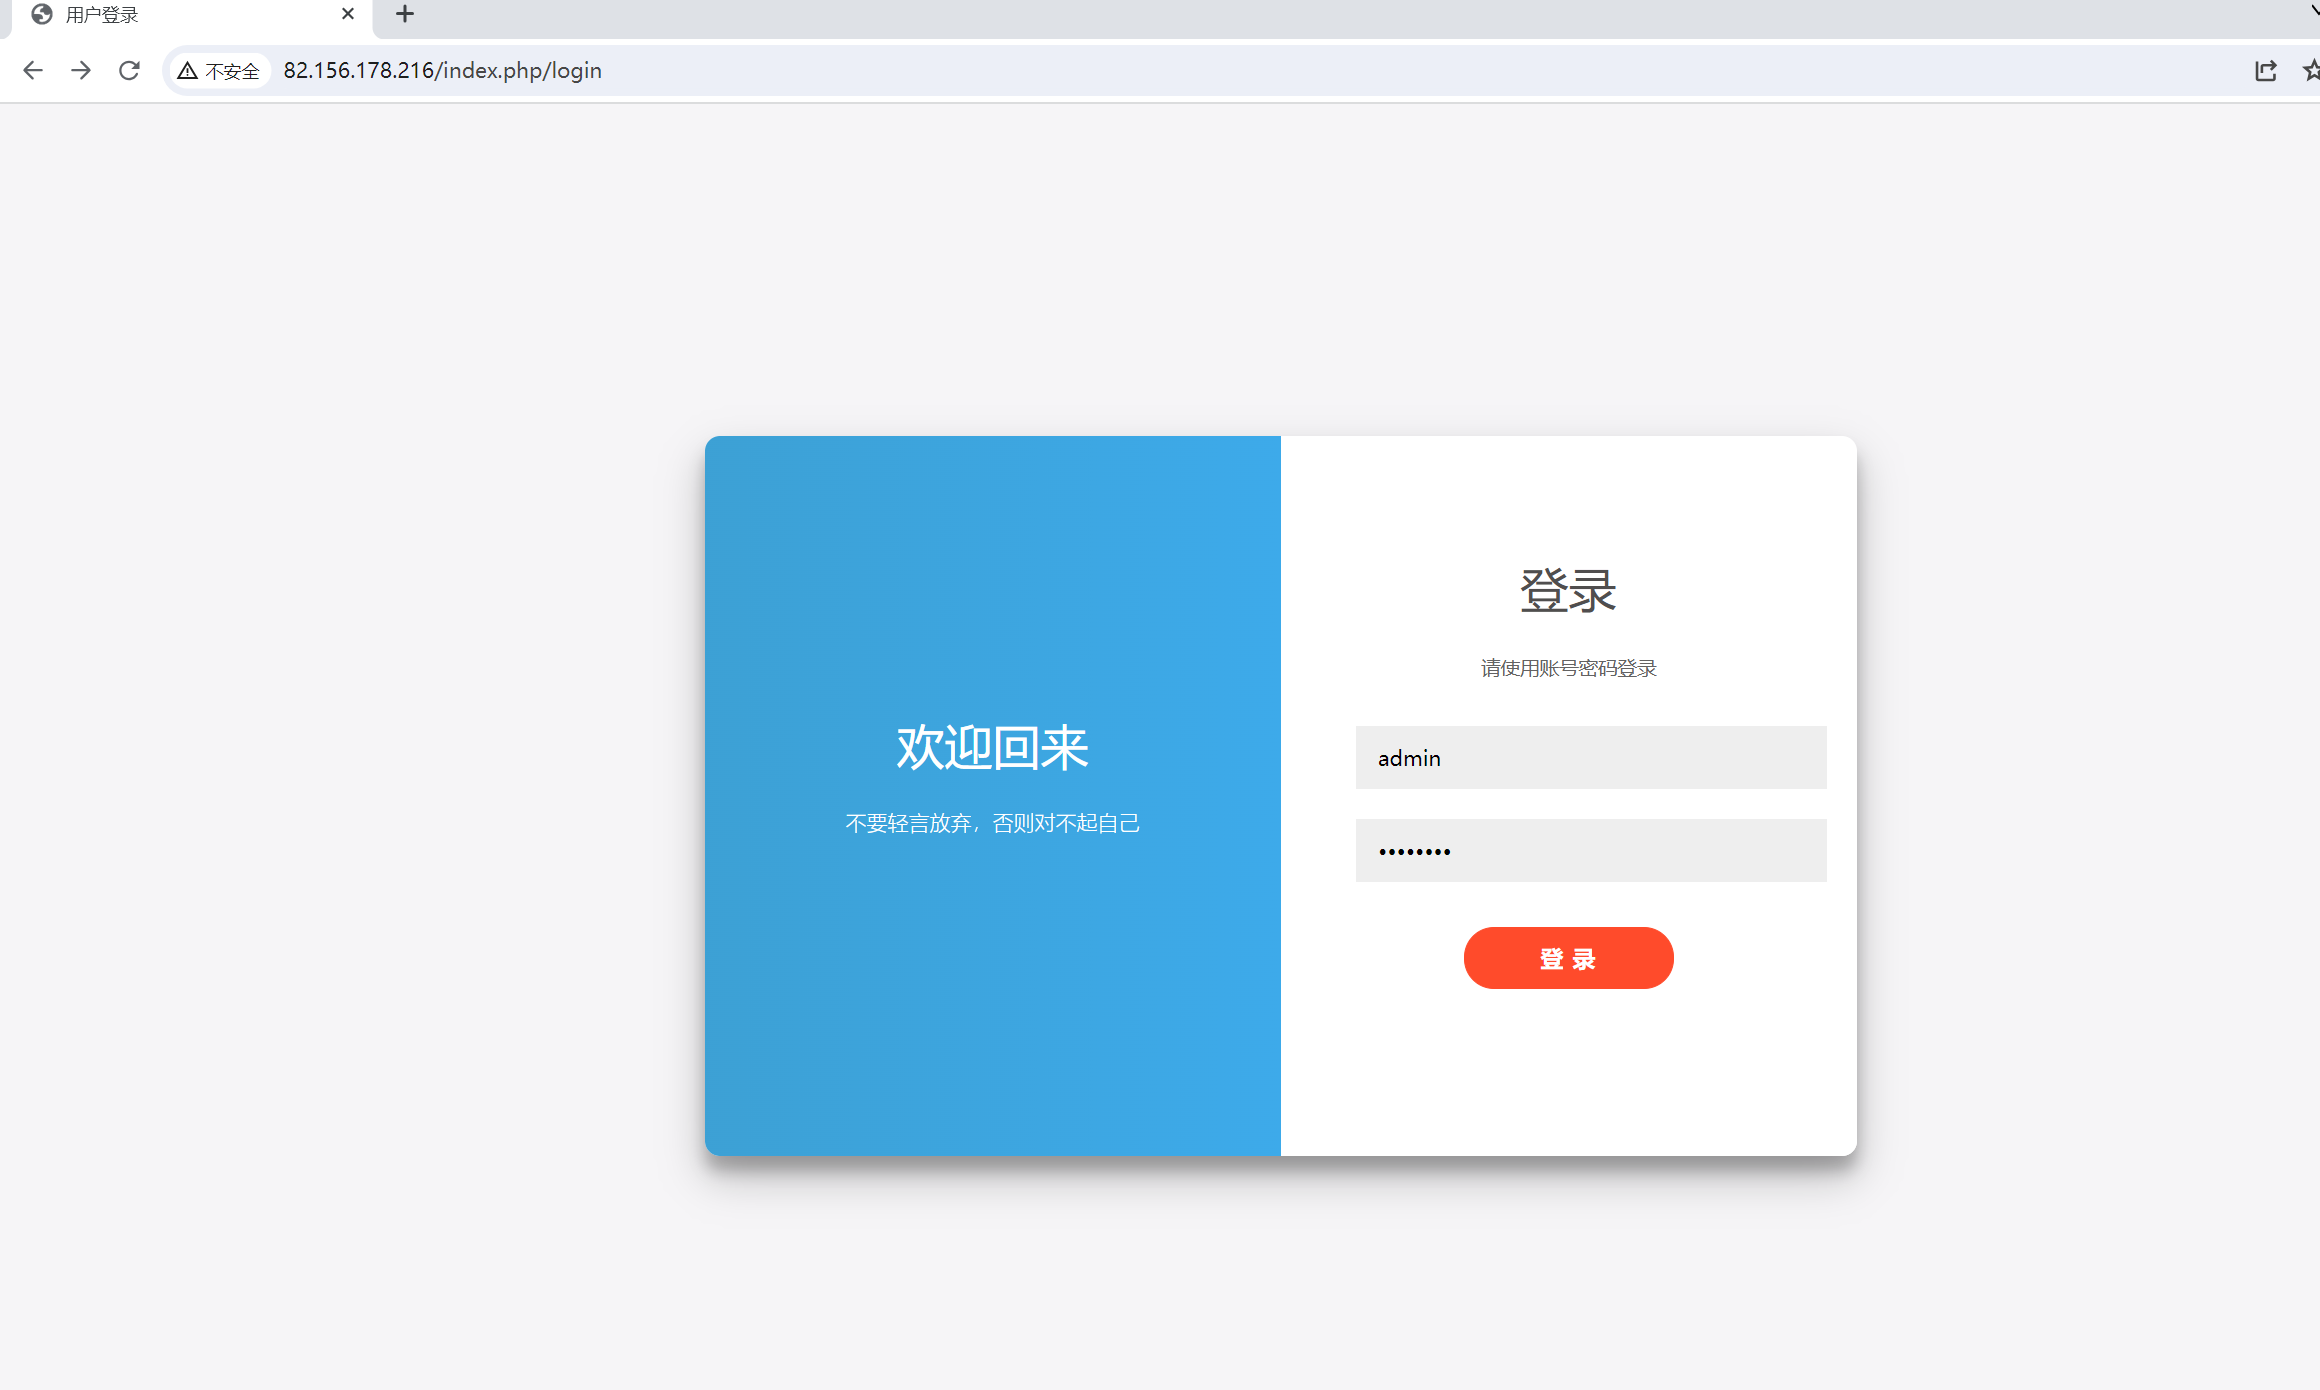 用户登录
不安全 82.156.178.216/index.php/login
欢迎回来
不要轻言放弃，否则对不起自己
登录
请使用账号密码登录
admin
••••••••
登 录